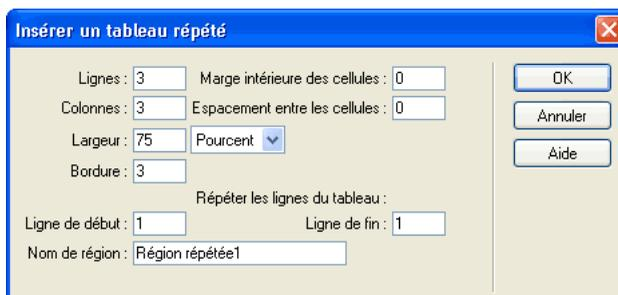 Insérer un tableau répété
Lignes : 3 Marge intérieure des cellules : 0
Colonnes : 3 Espacement entre les cellules : 0
Largeur : 75 Pourcent
Bordure : 3
Répéter les lignes du tableau :
Ligne de début : 1 Ligne de fin : 1
Nom de région : Région répétée1
OK
Annuler
Aide